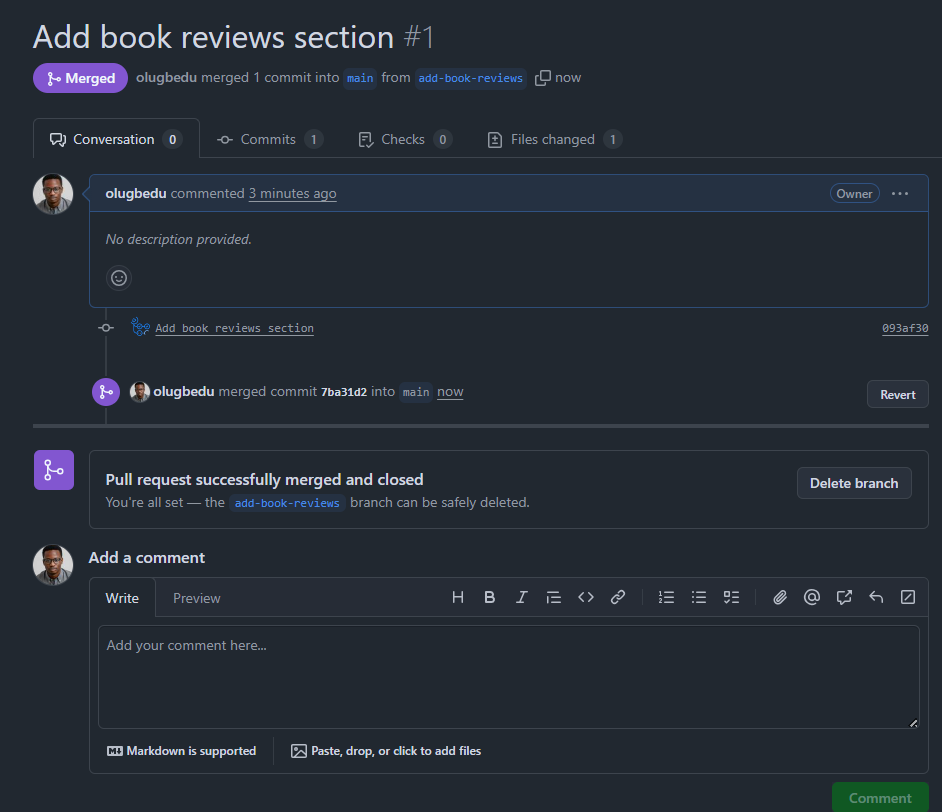 Add book reviews section #1
Merged olugbedu merged 1 commit into main from add-book-reviews now
Conversation 0 Commits 1 Checks 0 Files changed 1
olugbedu commented 3 minutes ago Owner
No description provided.
Add book reviews section 093af30
olugbedu merged commit 7ba31d2 into main now Revert
Pull request successfully merged and closed
You're all set — the add-book-reviews branch can be safely deleted.
Delete branch
Add a comment
Write Preview
Add your comment here...
Markdown is supported Paste, drop, or click to add files
Comment